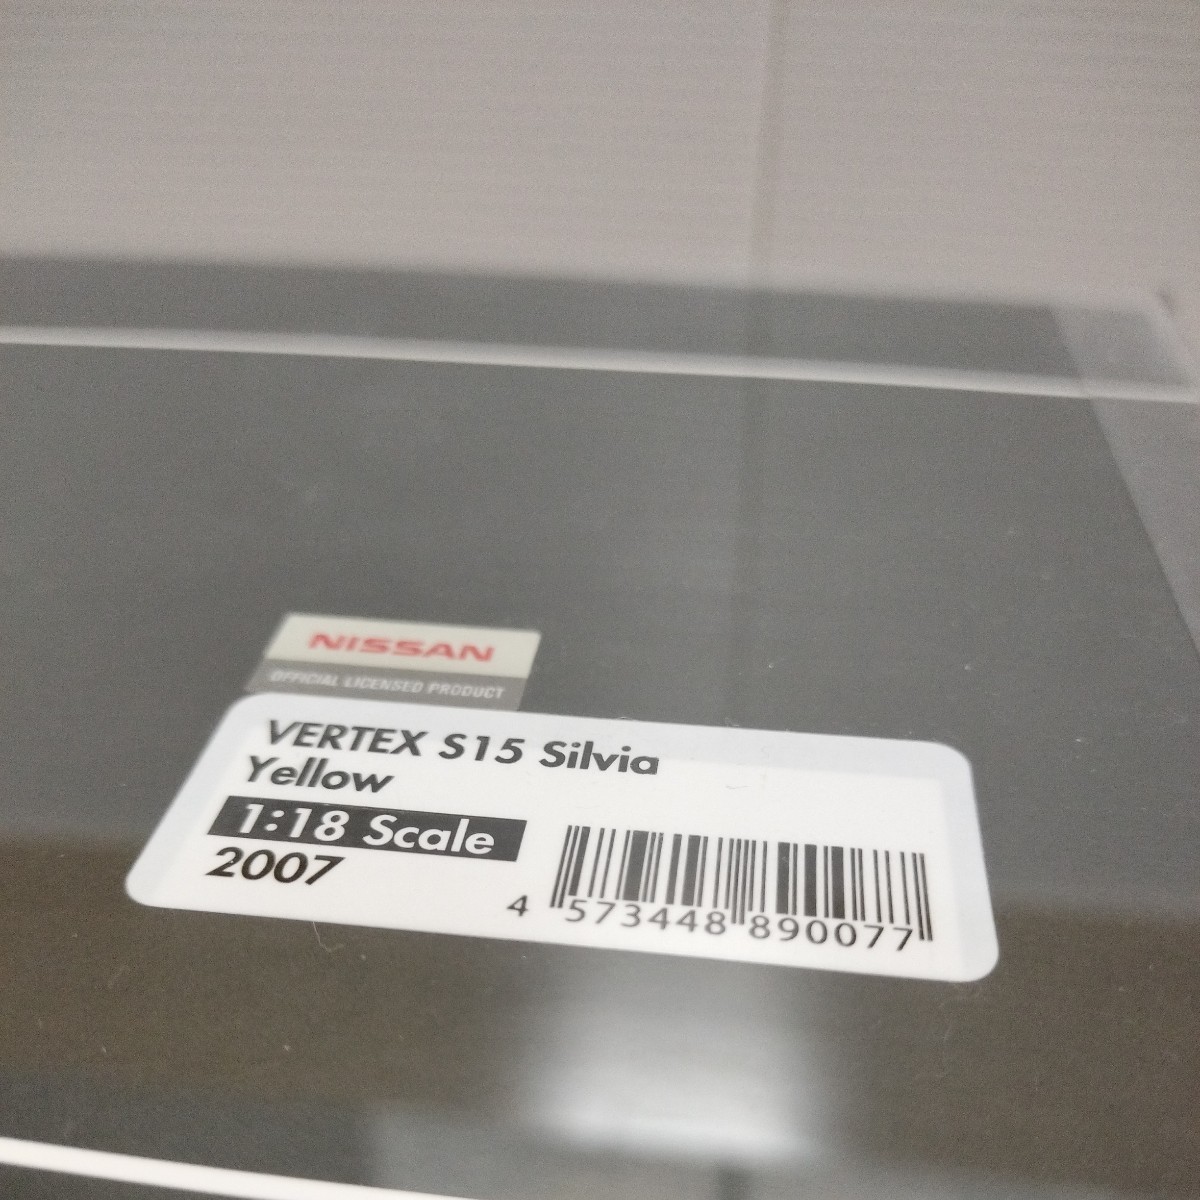 NISSAN
OFFICIAL LICENSED PRODUCT
VERTEX S15 Silvia
Yellow
1:18 Scale
2007
4 573448 890077